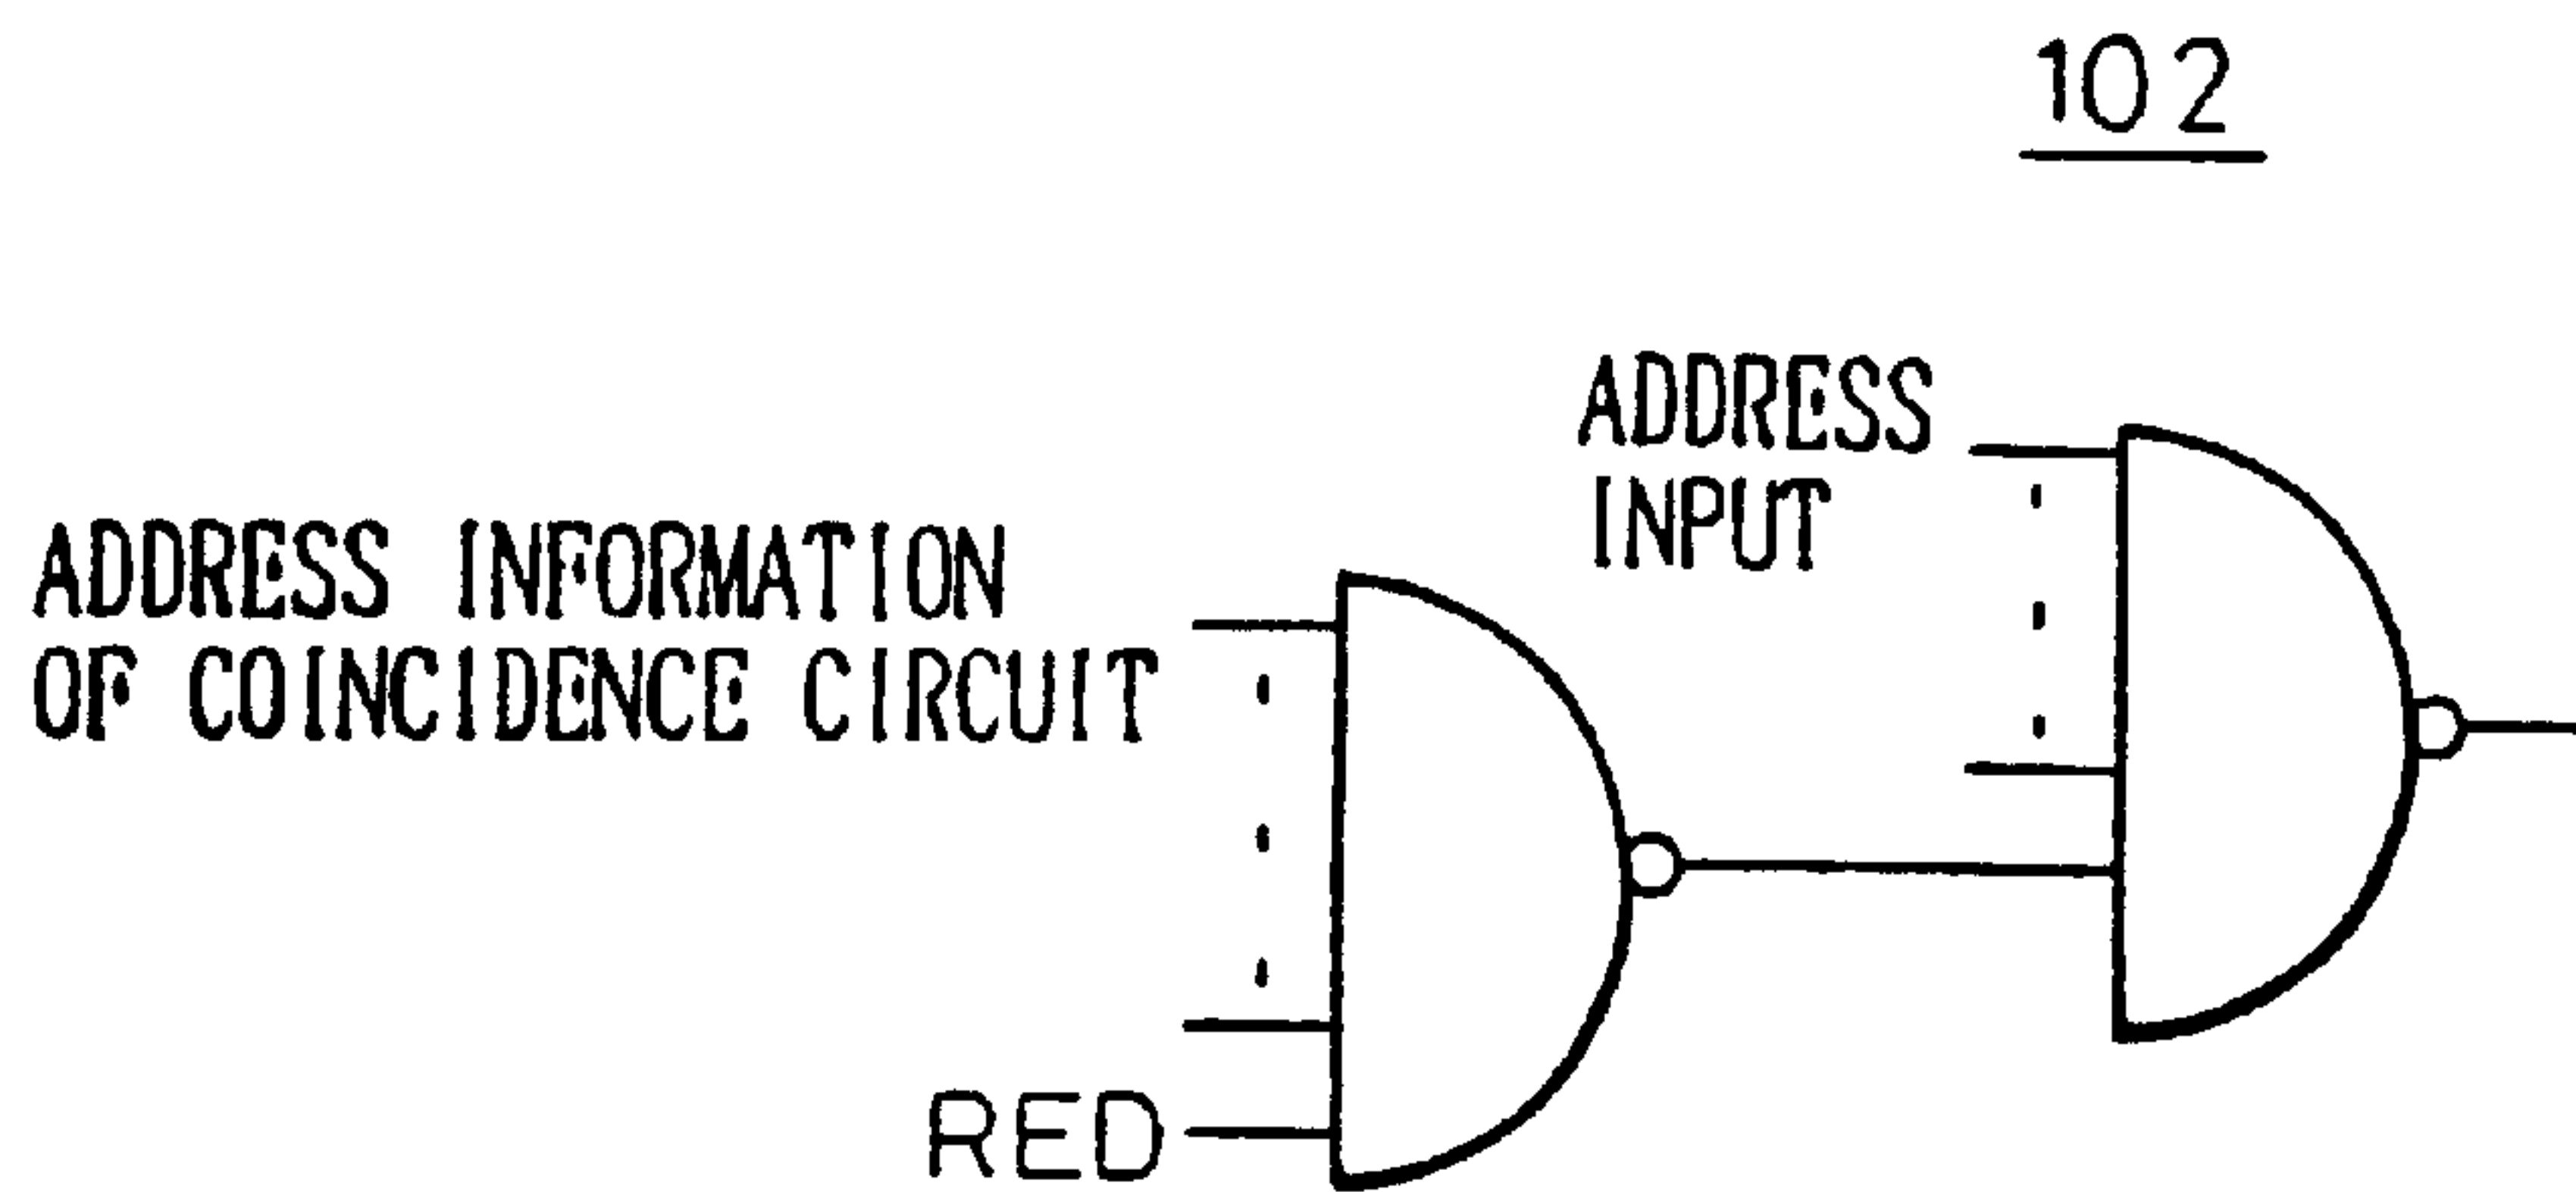 102
ADDRESS
INPUT
ADDRESS INFORMATION
OF COINCIDENCE CIRCUIT
RED